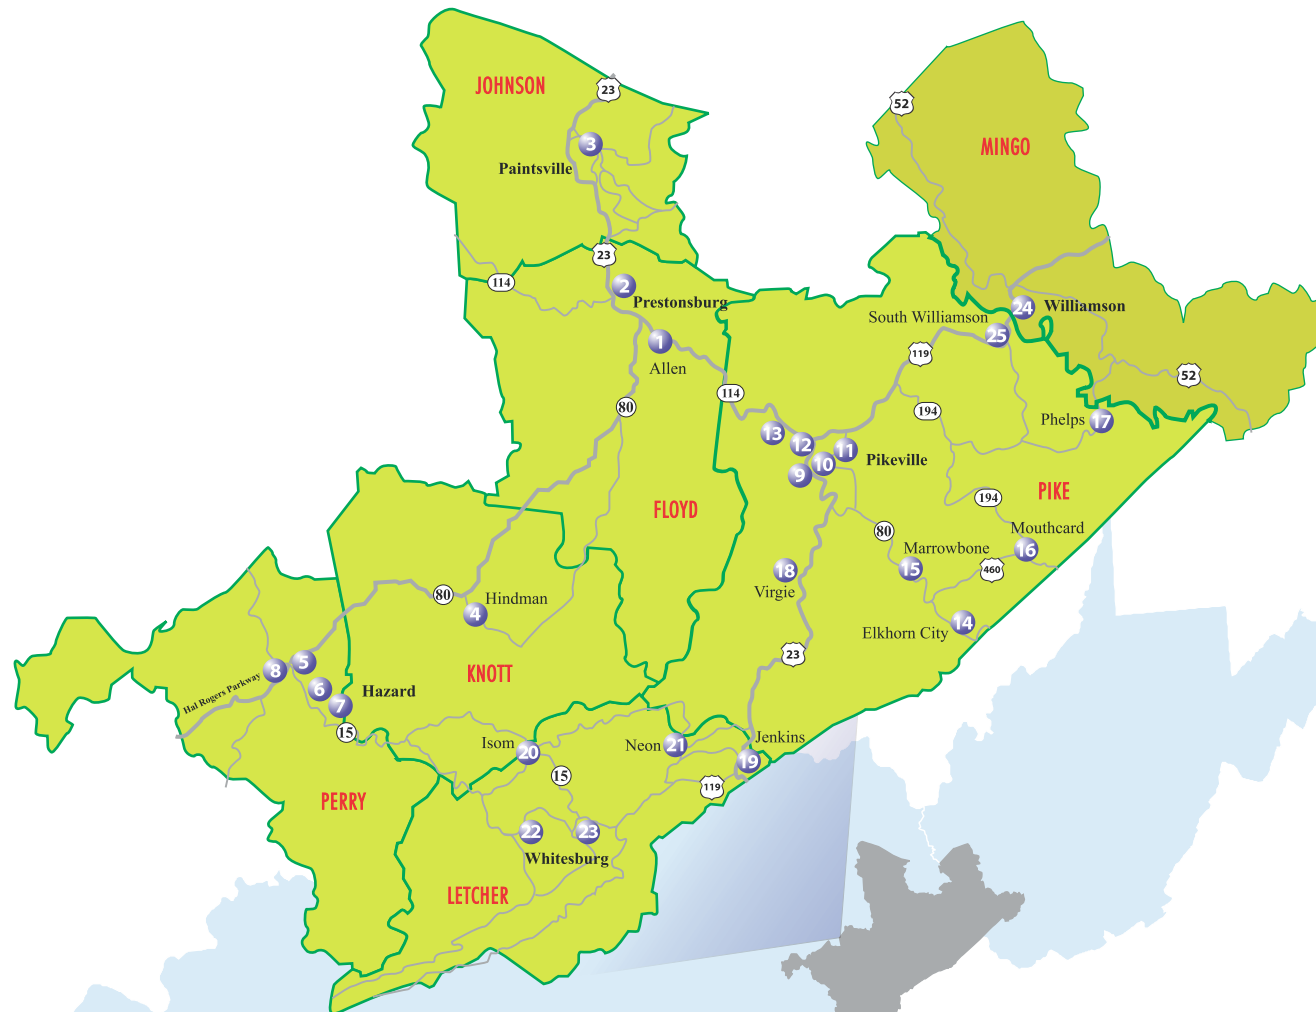 JOHNSON
23
52
3
MINGO
Paintsville
23
114
2
Prestonsburg
24
Williamson
South Williamson
25
1
Allen
119
52
114
80
194
Phelps
17
13
12
11
10
9
Pikeville
PIKE
194
FLOYD
80
Mouthcard
16
Marrowbone
15
460
18
Virgie
80
Hindman
4
14
Elkhorn City
23
5
8
KNOTT
Hal Rogers Parkway
6
7
Hazard
15
Isom
20
Neon
21
Jenkins
19
15
119
PERRY
22
23
Whitesburg
LETCHER